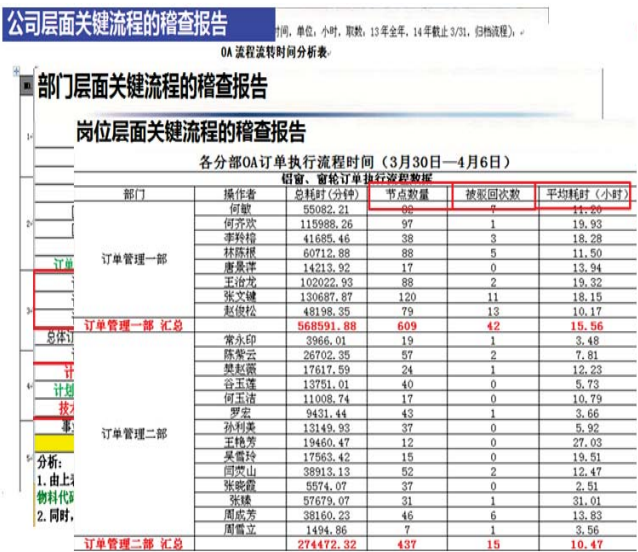 公司层面关键流程的稽查报告
时间, 单位: 小时, 取数: 13年全年, 14年截止3/31, 归档流程):
OA 流程流转时间分析表
部门层面关键流程的稽查报告
岗位层面关键流程的稽查报告
各分部OA订单执行流程时间（3月30日—4月6日）
铝窗、窗轮订单执行流程数据
部门 操作者 总耗时(分钟) 节点数量 被驳回次数 平均耗时（小时）
何敏 55082.21 82 7 11.20
何齐欢 115988.26 97 1 19.93
李羚榕 41685.46 38 3 18.28
林陈根 60712.88 88 5 11.50
订单管理一部 唐景萍 14213.92 17 0 13.94
王治龙 102022.93 88 2 19.32
张文键 130687.87 120 11 18.15
赵俊松 48198.35 79 13 10.17
订单管理一部 汇总 568591.88 609 42 15.56
常永印 3966.01 19 1 3.48
陈紫云 26702.35 57 2 7.81
樊赵薇 17617.59 24 1 12.23
谷玉莲 13751.01 40 0 5.73
何玉洁 11008.74 17 0 10.79
罗宏 9431.44 43 1 3.66
订单管理二部 孙利美 13149.93 37 0 5.92
王艳芳 19460.47 12 0 27.03
吴雪玲 17563.42 15 0 19.51
闫荧山 38913.13 52 2 12.47
张晓霞 5574.07 37 0 2.51
张臻 57679.07 31 1 31.01
周成芳 38160.23 46 6 13.83
周雪立 1494.86 7 1 3.56
订单管理二部 汇总 274472.32 437 15 10.47
订单
总体订
计
计划
技术
事
分析:
1. 由上
物料代码
2. 同时,